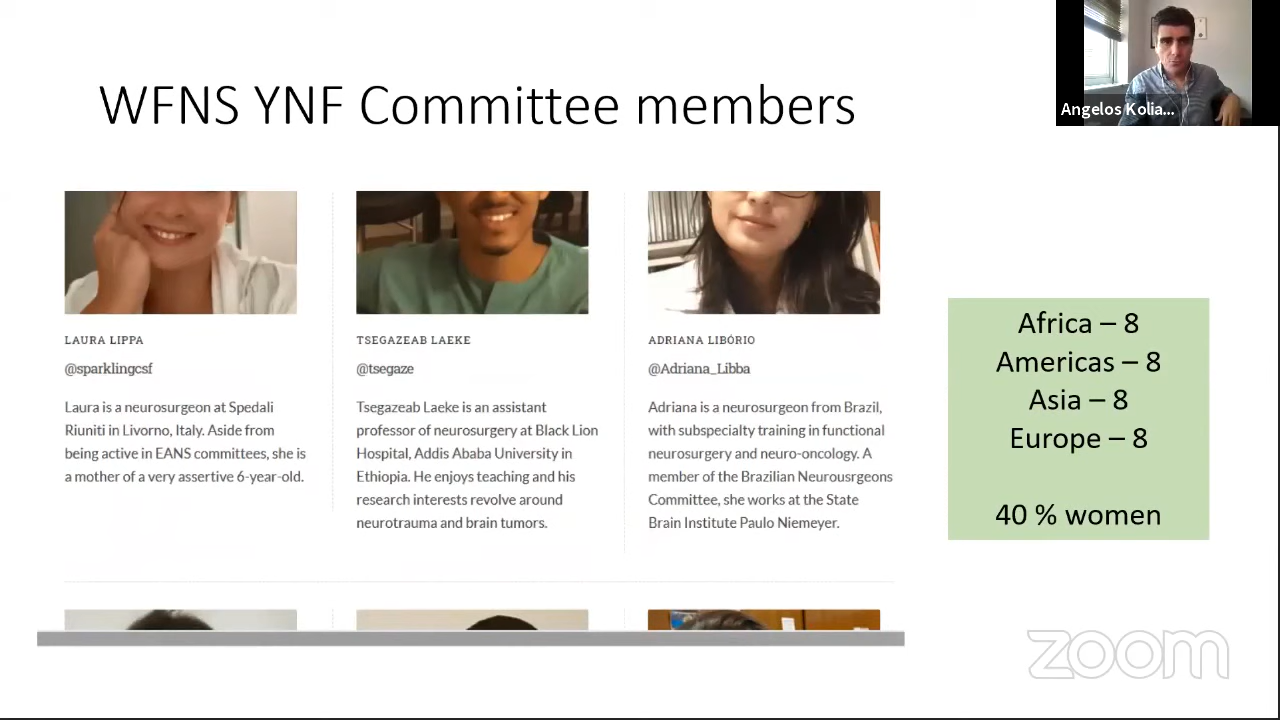 WFNS YNF Committee members
Angelos Kolia...
LAURA LIPPA
@sparklingcsf
Laura is a neurosurgeon at Spedali
Riuniti in Livorno, Italy. Aside from
being active in EANS committees, she is
a mother of a very assertive 6-year-old.
TSEGAZEAB LAEKE
@tsegaze
Tsegazeab Laeke is an assistant
professor of neurosurgery at Black Lion
Hospital, Addis Ababa University in
Ethiopia. He enjoys teaching and his
research interests revolve around
neurotrauma and brain tumors.
ADRIANA LIBÓRIO
@Adriana_Libba
Adriana is a neurosurgeon from Brazil,
with subspecialty training in functional
neurosurgery and neuro-oncology. A
member of the Brazilian Neurousrgeons
Committee, she works at the State
Brain Institute Paulo Niemeyer.
Africa – 8
Americas – 8
Asia – 8
Europe – 8
40 % women
zoom